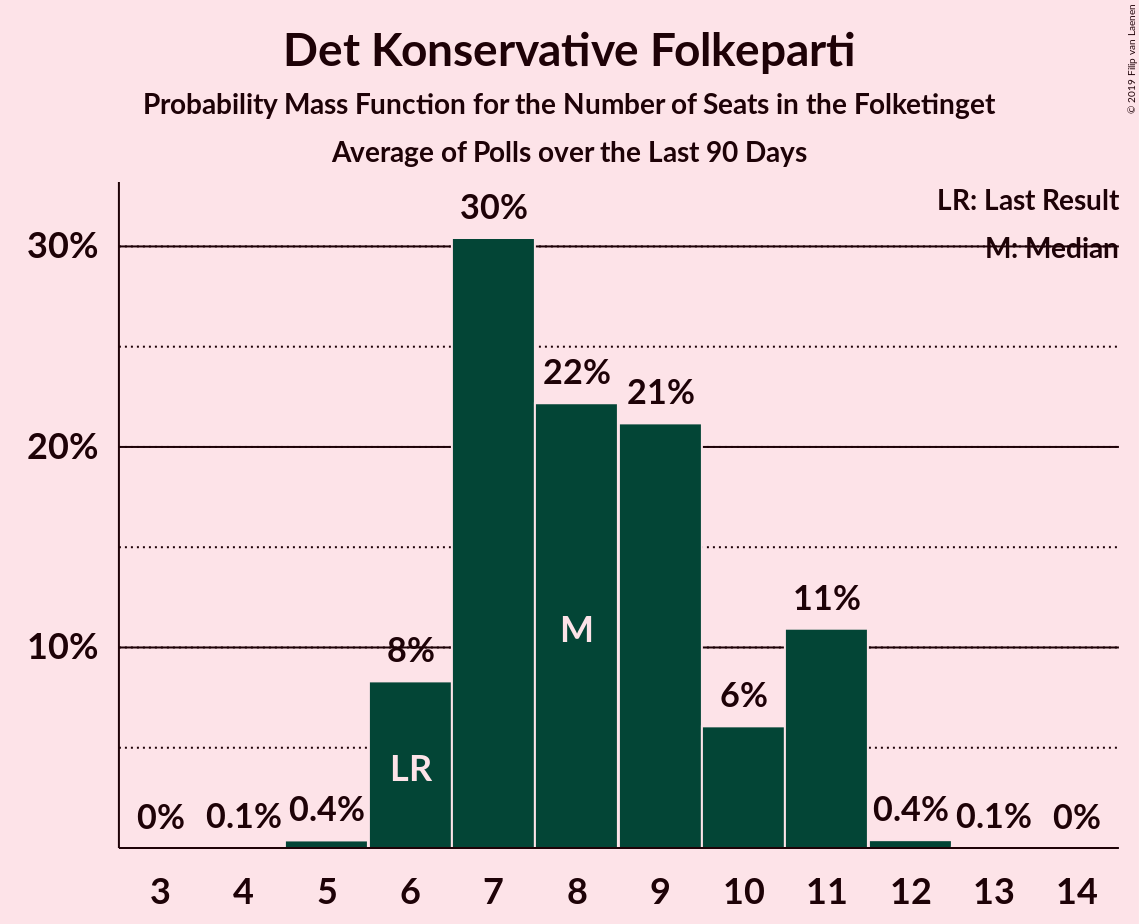 Det Konservative Folkeparti
Probability Mass Function for the Number of Seats in the Folketinget
Average of Polls over the Last 90 Days
© 2019 Filip van Laenen
LR: Last Result
M: Median
30%
20%
10%
0%
0.1%
0.4%
8%
30%
22%
21%
6%
11%
0.4%
0.1%
0%
LR
M
3 4 5 6 7 8 9 10 11 12 13 14